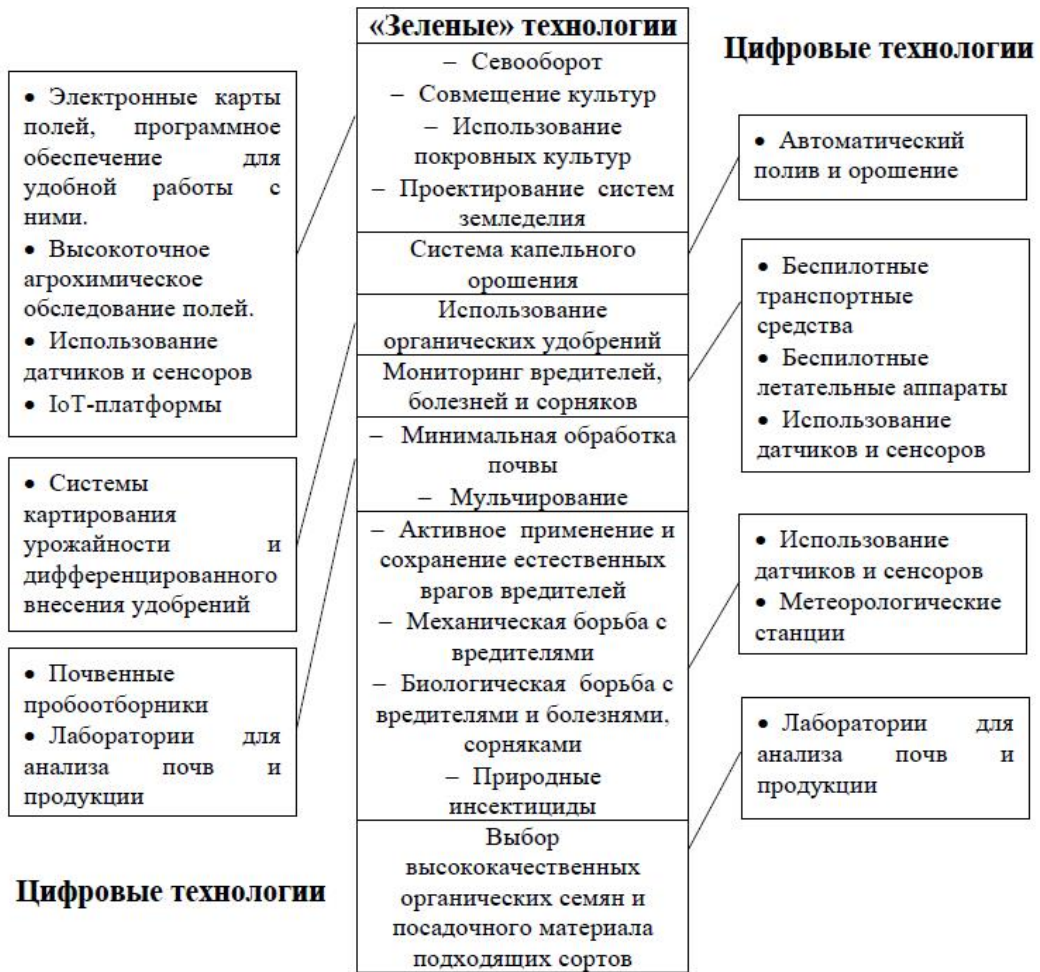 «Зеленые» технологии
– Севооборот
– Совмещение культур
– Использование
покровных культур
– Проектирование систем
земледелия
Система капельного
орошения
Использование
органических удобрений
Мониторинг вредителей,
болезней и сорняков
– Минимальная обработка
почвы
– Мульчирование
– Активное применение и
сохранение естественных
врагов вредителей
– Механическая борьба с
вредителями
– Биологическая борьба с
вредителями и болезнями,
сорняками
– Природные
инсектициды
Выбор
высококачественных
органических семян и
посадочного материала
подходящих сортов
• Электронные карты
полей, программное
обеспечение для
удобной работы с
ними.
• Высокоточное
агрохимическое
обследование полей.
• Использование
датчиков и сенсоров
• IoT-платформы
• Системы
картирования
урожайности и
дифференцированного
внесения удобрений
• Почвенные
пробоотборники
• Лаборатории для
анализа почв и
продукции
Цифровые технологии
Цифровые технологии
• Автоматический
полив и орошение
• Беспилотные
транспортные
средства
• Беспилотные
летательные аппараты
• Использование
датчиков и сенсоров
• Использование
датчиков и сенсоров
• Метеорологические
станции
• Лаборатории для
анализа почв и
продукции